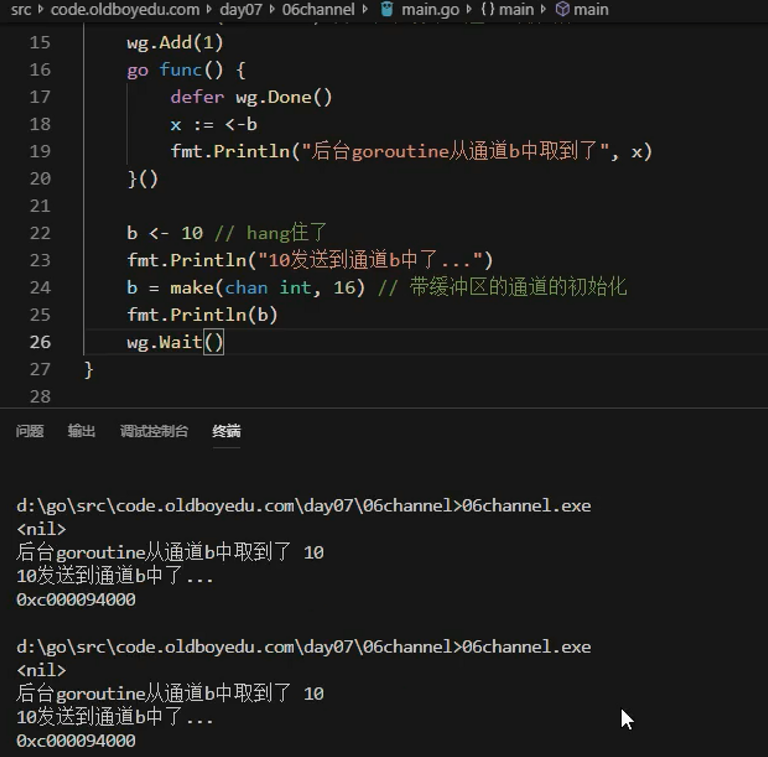 src > code.oldboyedu.com > day07 > 06channel > main.go > {} main > main
15 wg.Add(1)
16 go func() {
17 defer wg.Done()
18 x := <-b
19 fmt.Println("后台goroutine从通道b中取到了", x)
20 }()
21
22 b <- 10 // hang住了
23 fmt.Println("10发送到通道b中了...")
24 b = make(chan int, 16) // 带缓冲区的通道的初始化
25 fmt.Println(b)
26 wg.Wait()
27 }
28
问题 输出 调试控制台 终端
d:\go\src\code.oldboyedu.com\day07\06channel>06channel.exe
<nil>
后台goroutine从通道b中取到了 10
10发送到通道b中了...
0xc000094000
d:\go\src\code.oldboyedu.com\day07\06channel>06channel.exe
<nil>
后台goroutine从通道b中取到了 10
10发送到通道b中了...
0xc000094000